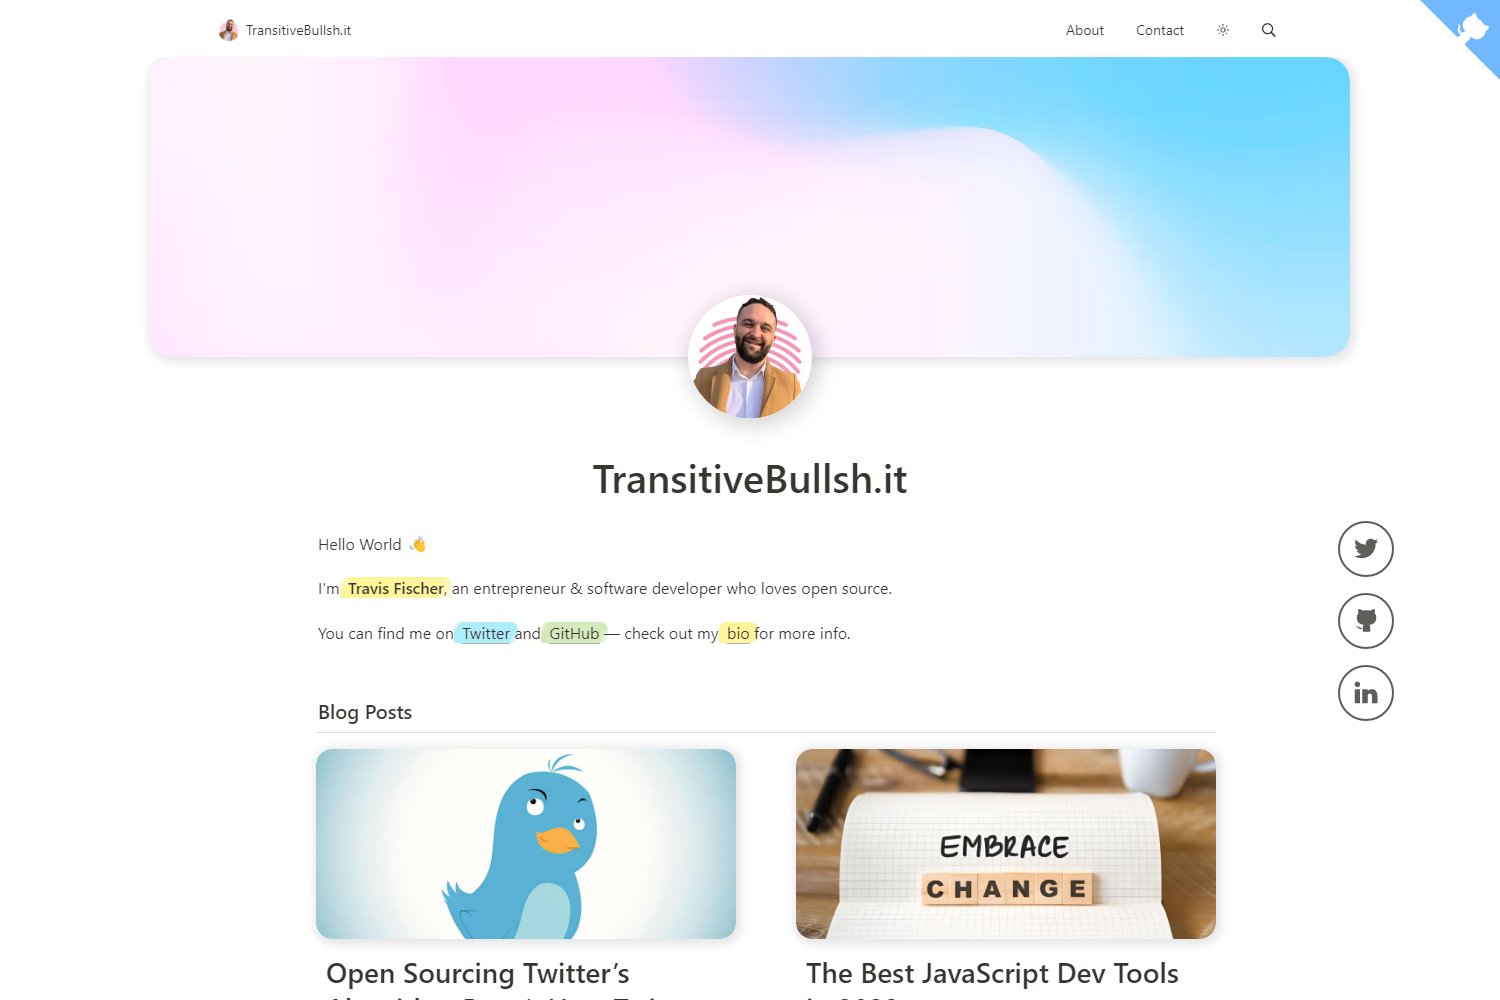 TransitiveBullsh.it
About
Contact
TransitiveBullsh.it
Hello World 👋
I'm Travis Fischer, an entrepreneur & software developer who loves open source.
You can find me on Twitter and GitHub — check out my bio for more info.
Blog Posts
EMBRACE
CHANGE
Open Sourcing Twitter’s
The Best JavaScript Dev Tools